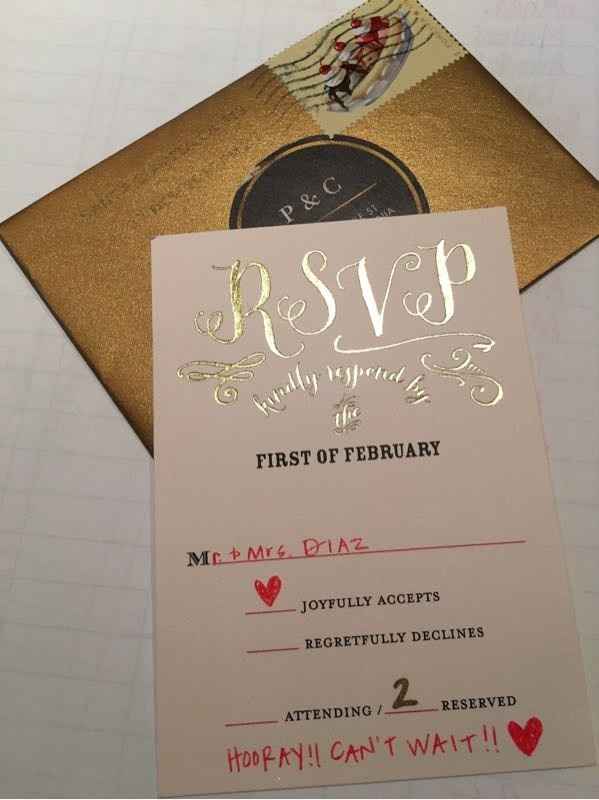 P & C
RSVP
kindly respond by
the
FIRST OF FEBRUARY
Mr. & Mrs. DIAZ
JOYFULLY ACCEPTS
REGRETFULLY DECLINES
ATTENDING / 2 RESERVED
HOORAY!! CAN'T WAIT!!